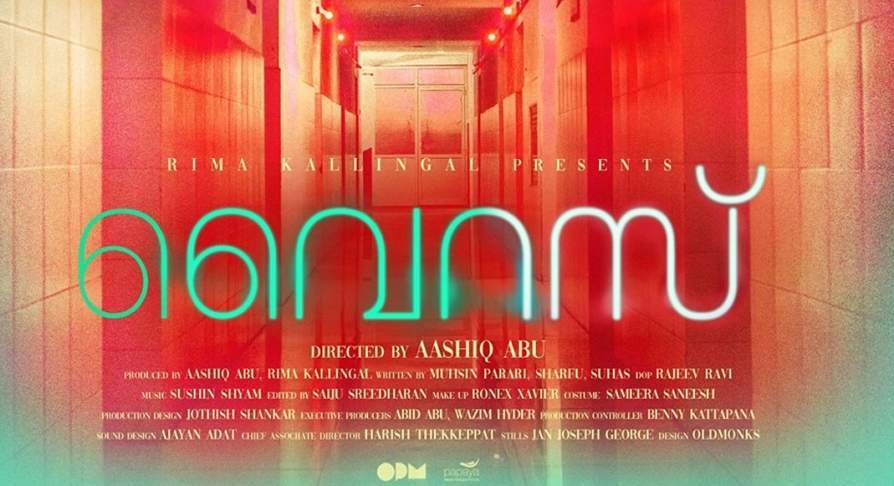 RIMA KALLINGAL PRESENTS
വൈറസ്
DIRECTED BY AASHIQ ABU
PRODUCED BY AASHIQ ABU, RIMA KALLINGAL WRITTEN BY MUHSIN PARARI, SHARFU, SUHAS DOP RAJEEV RAVI
MUSIC SUSHIN SHYAM EDITED BY SAIJU SREEDHARAN MAKE UP RONEX XAVIER COSTUME SAMEERA SANEESH
PRODUCTION DESIGN JOTHISH SHANKAR EXECUTIVE PRODUCERS ABID ABU, WAZIM HYDER PRODUCTION CONTROLLER BENNY KATTAPANA
SOUND DESIGN AJAYAN ADAT CHIEF ASSOCIATE DIRECTOR HARISH THEKKEPPAT STILLS JAN JOSEPH GEORGE DESIGN OLDMONKS
OPM papaya